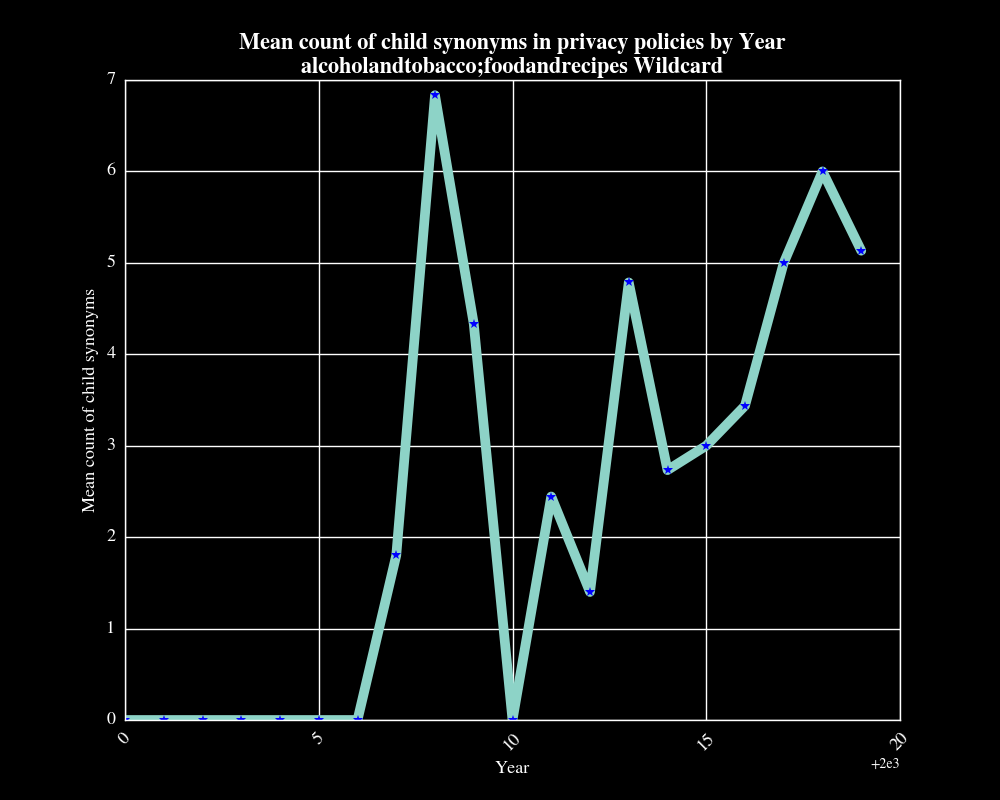 Mean count of child synonyms in privacy policies by Year
alcoholandtobacco;foodandrecipes Wildcard
7
6
5
4
3
2
1
0
Mean count of child synonyms
0
5
10
15
20
Year
+2e3